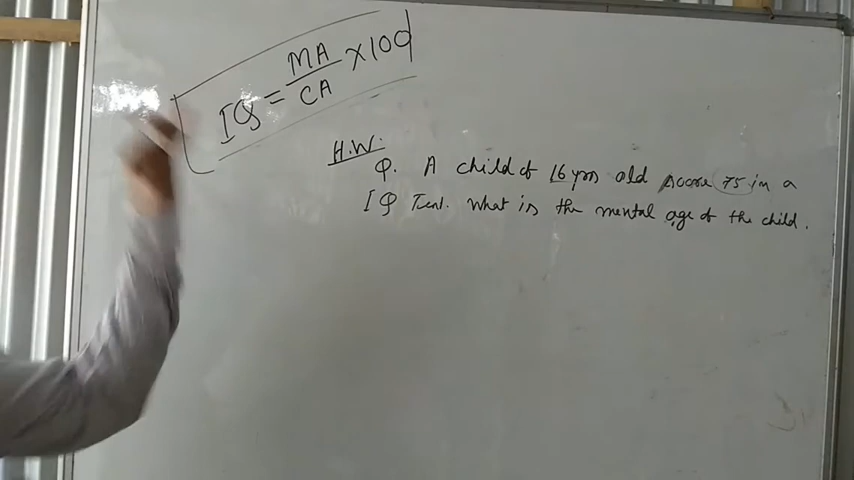 IQ = MA/CA × 100
H.W.
Q. A child of 16 yrs old score 75 in a
IQ Test. What is the mental age of the child.